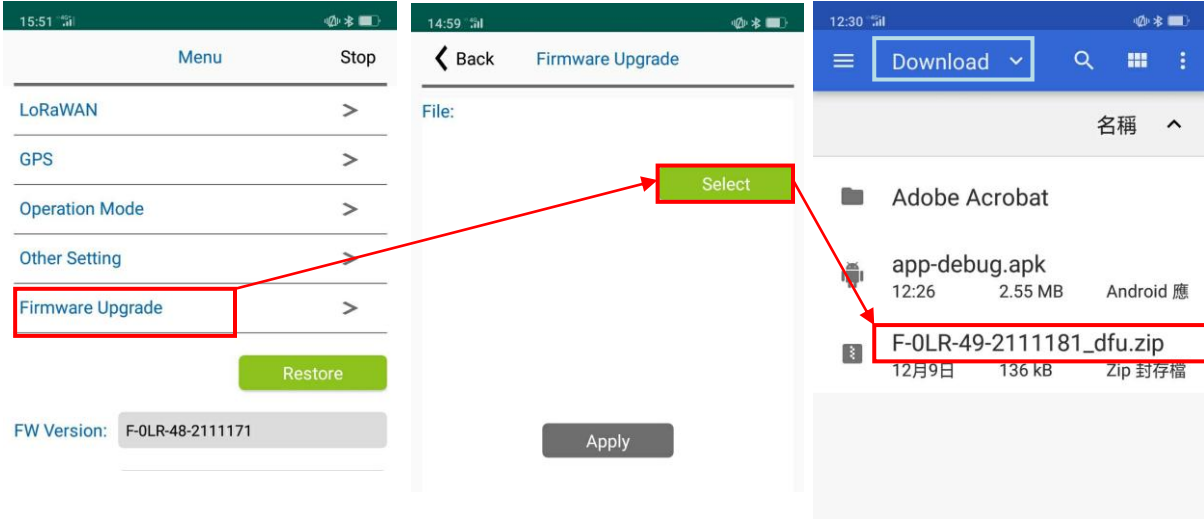 15:51
Menu
Stop
LoRaWAN
GPS
Operation Mode
Other Setting
Firmware Upgrade
Restore
FW Version: F-0LR-48-2111171
14:59
Back
Firmware Upgrade
File:
Select
Apply
12:30
Download
名稱
Adobe Acrobat
app-debug.apk
12:26 2.55 MB Android 應
F-0LR-49-2111181_dfu.zip
12月9日 136 kB Zip 封存檔